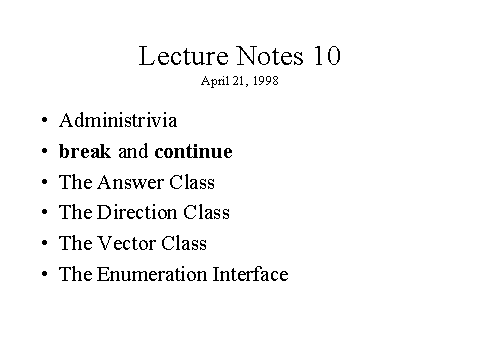 Lecture Notes 10
April 21, 1998
• Administrivia
• break and continue
• The Answer Class
• The Direction Class
• The Vector Class
• The Enumeration Interface